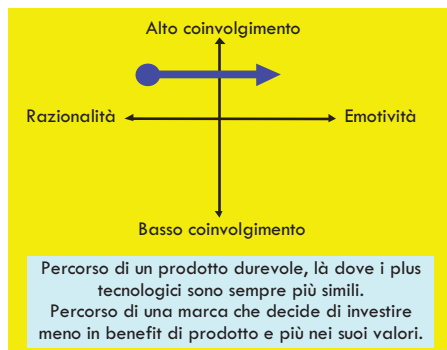 Alto coinvolgimento
Razionalità
Emotività
Basso coinvolgimento
Percorso di un prodotto durevole, là dove i plus
tecnologici sono sempre più simili.
Percorso di una marca che decide di investire
meno in benefit di prodotto e più nei suoi valori.